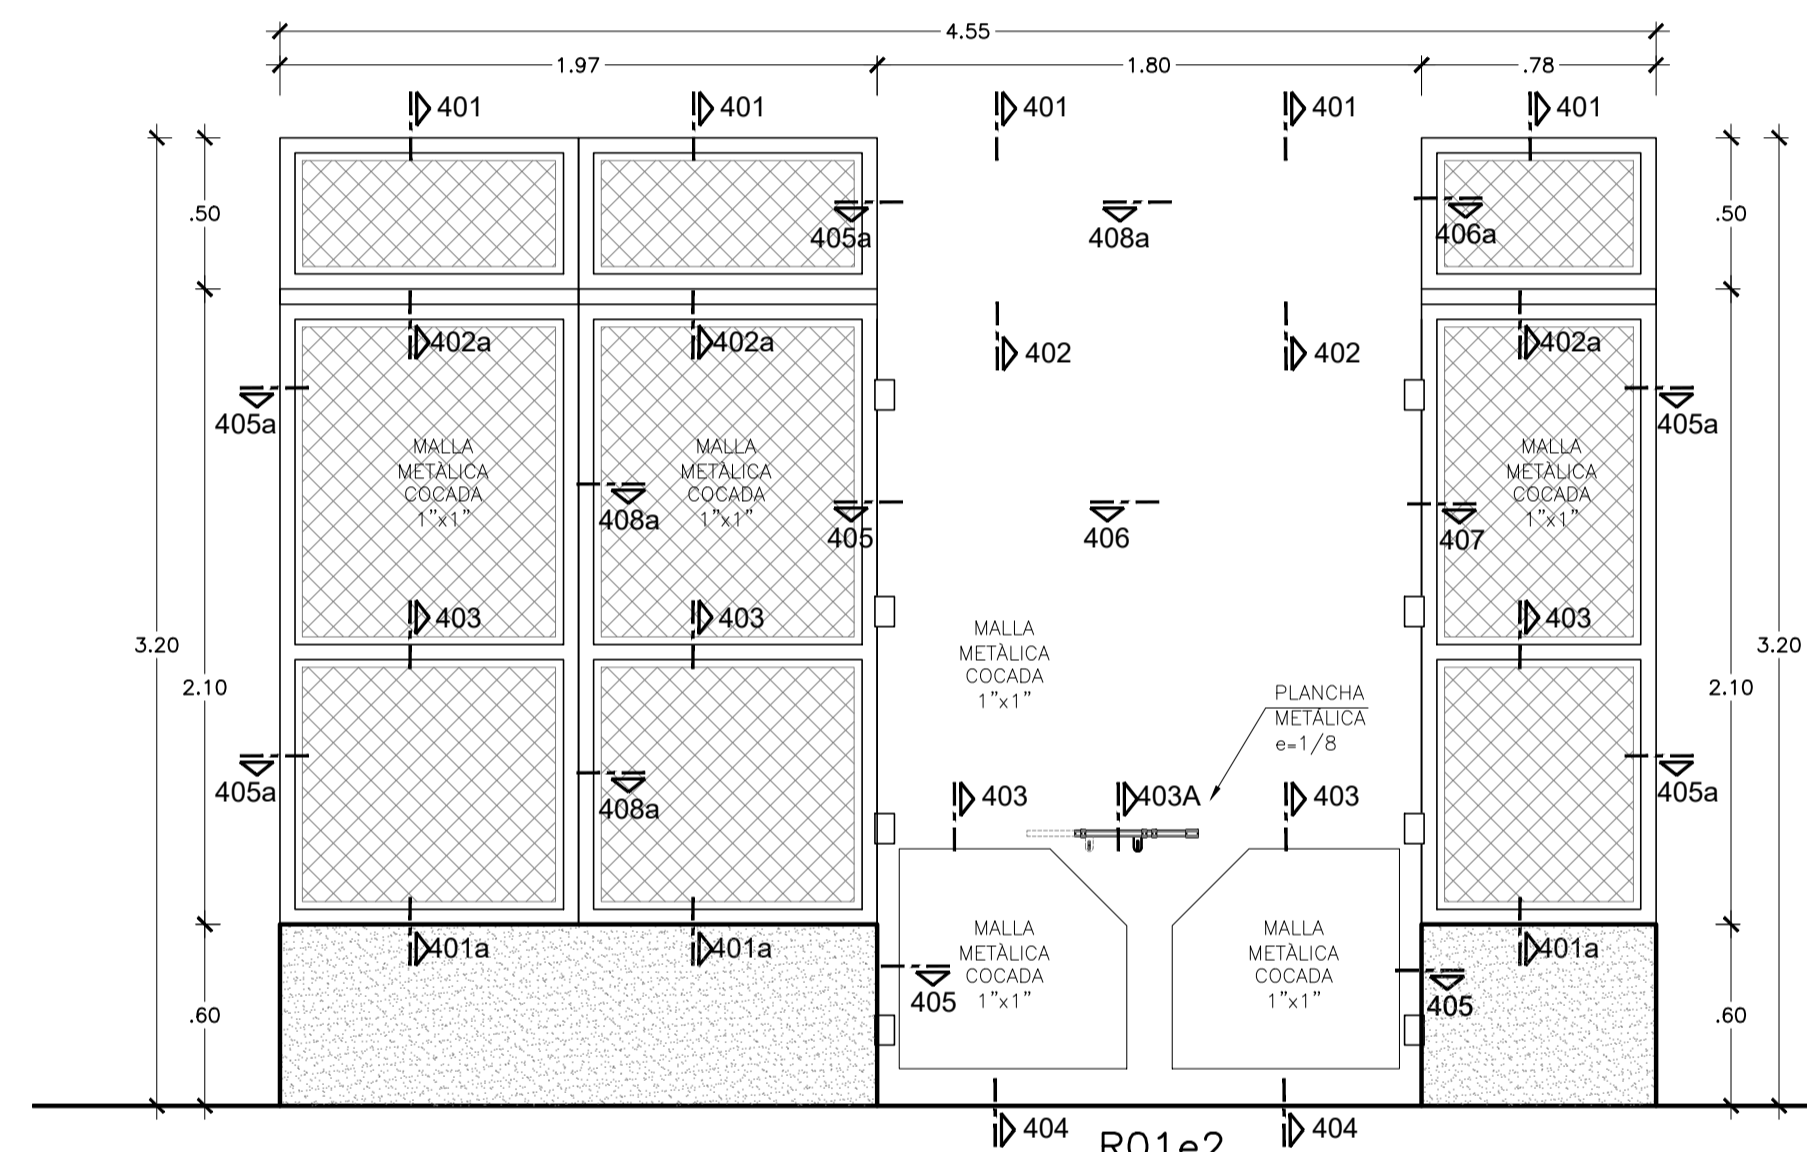 4.55
1.97
1.80
.78
401
401
401
401
401
.50
.50
405a
408a
406a
402a
402a
402
402
402a
405a
405a
MALLA
METÀLICA
COCADA
1"x1"
MALLA
METÀLICA
COCADA
1"x1"
MALLA
METÀLICA
COCADA
1"x1"
408a
405
406
407
403
403
403
3.20
3.20
MALLA
METÀLICA
COCADA
1"x1"
2.10
2.10
PLANCHA
METÁLICA
e=1/8
405a
408a
403
403A
403
405a
401a
401a
401a
MALLA
METÀLICA
COCADA
1"x1"
MALLA
METÀLICA
COCADA
1"x1"
405
405
.60
.60
404
404
R01e2